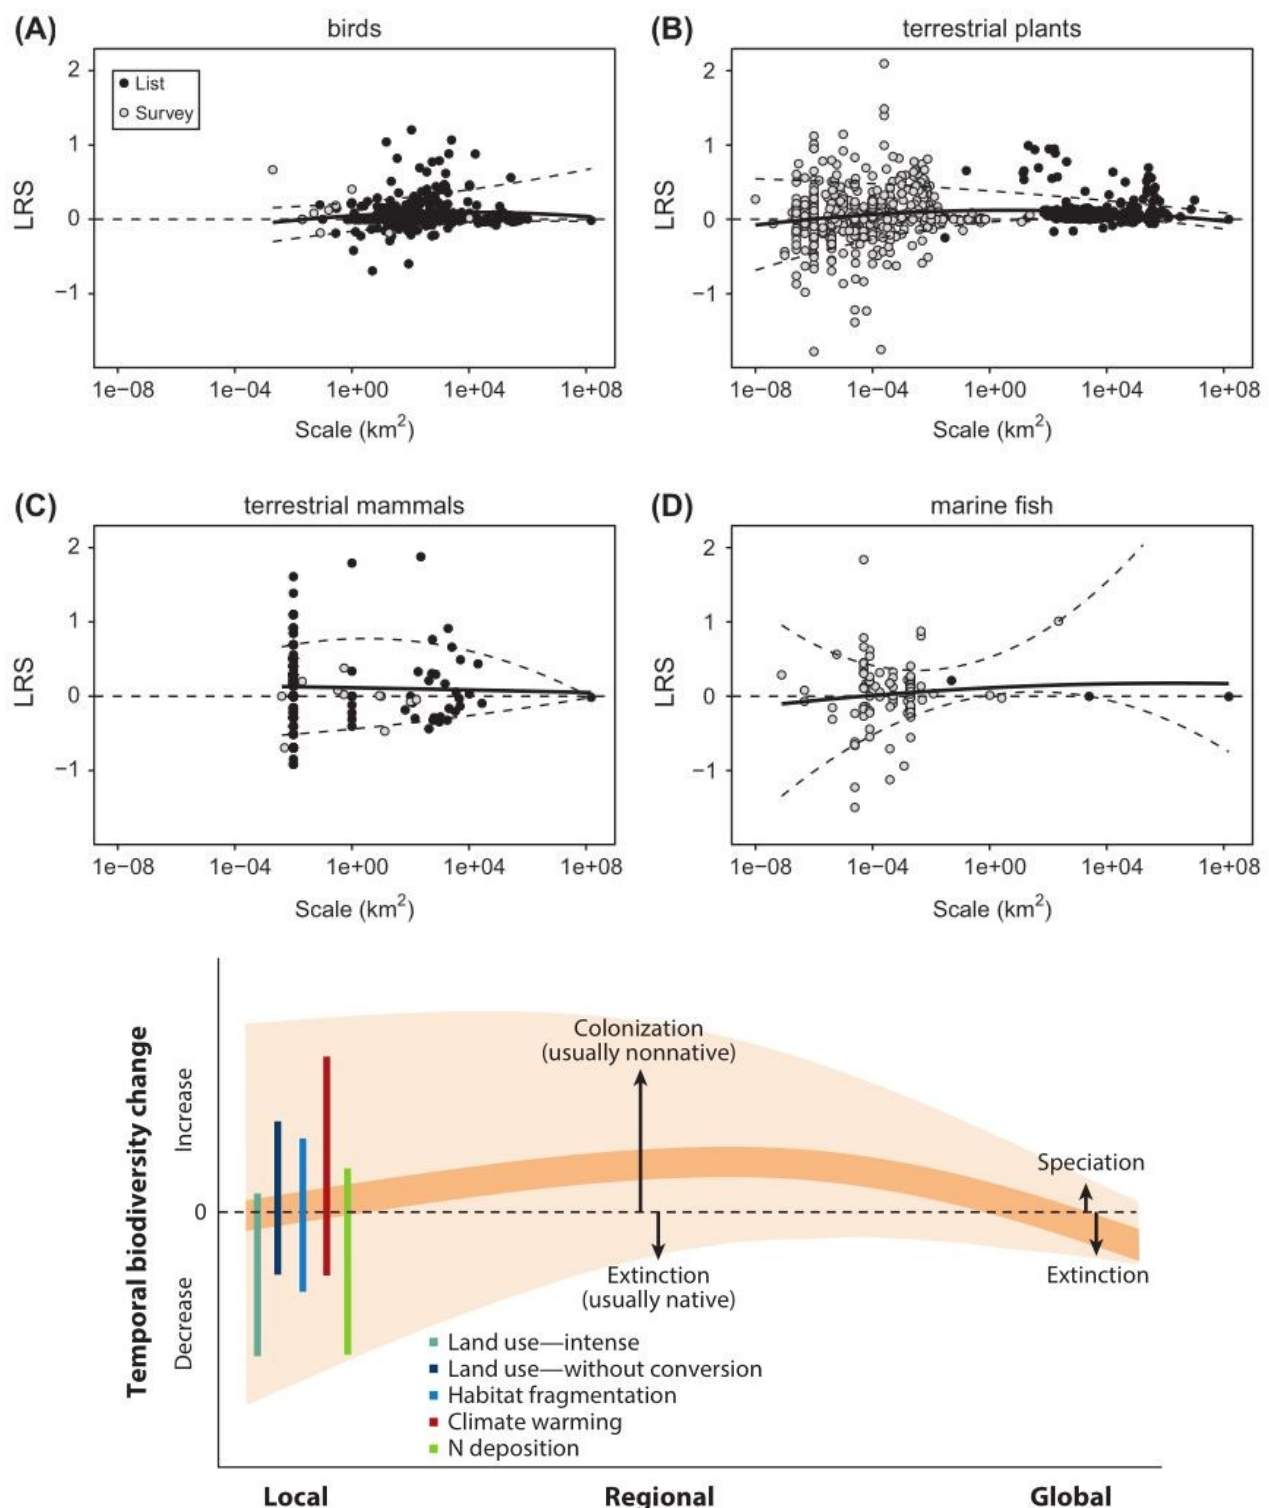 (A)
birds
List
Survey
2
1
0
−1
LRS
1e−08 1e−04 1e+00 1e+04 1e+08
Scale (km²)
(B)
terrestrial plants
2
1
0
−1
LRS
1e−08 1e−04 1e+00 1e+04 1e+08
Scale (km²)
(C)
terrestrial mammals
2
1
0
−1
LRS
1e−08 1e−04 1e+00 1e+04 1e+08
Scale (km²)
(D)
marine fish
2
1
0
−1
LRS
1e−08 1e−04 1e+00 1e+04 1e+08
Scale (km²)
Temporal biodiversity change
Increase
0
Decrease
Colonization
(usually nonnative)
Extinction
(usually native)
Speciation
Extinction
Land use—intense
Land use—without conversion
Habitat fragmentation
Climate warming
N deposition
Local Regional Global